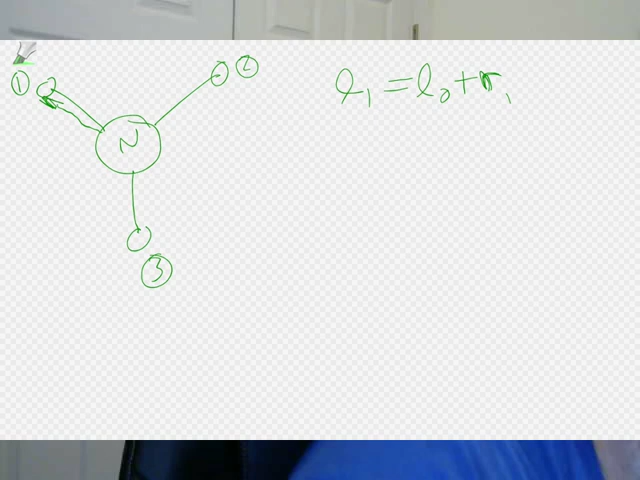 ① ②
ℓ₁ = ℓ₀ + r₁
N
③